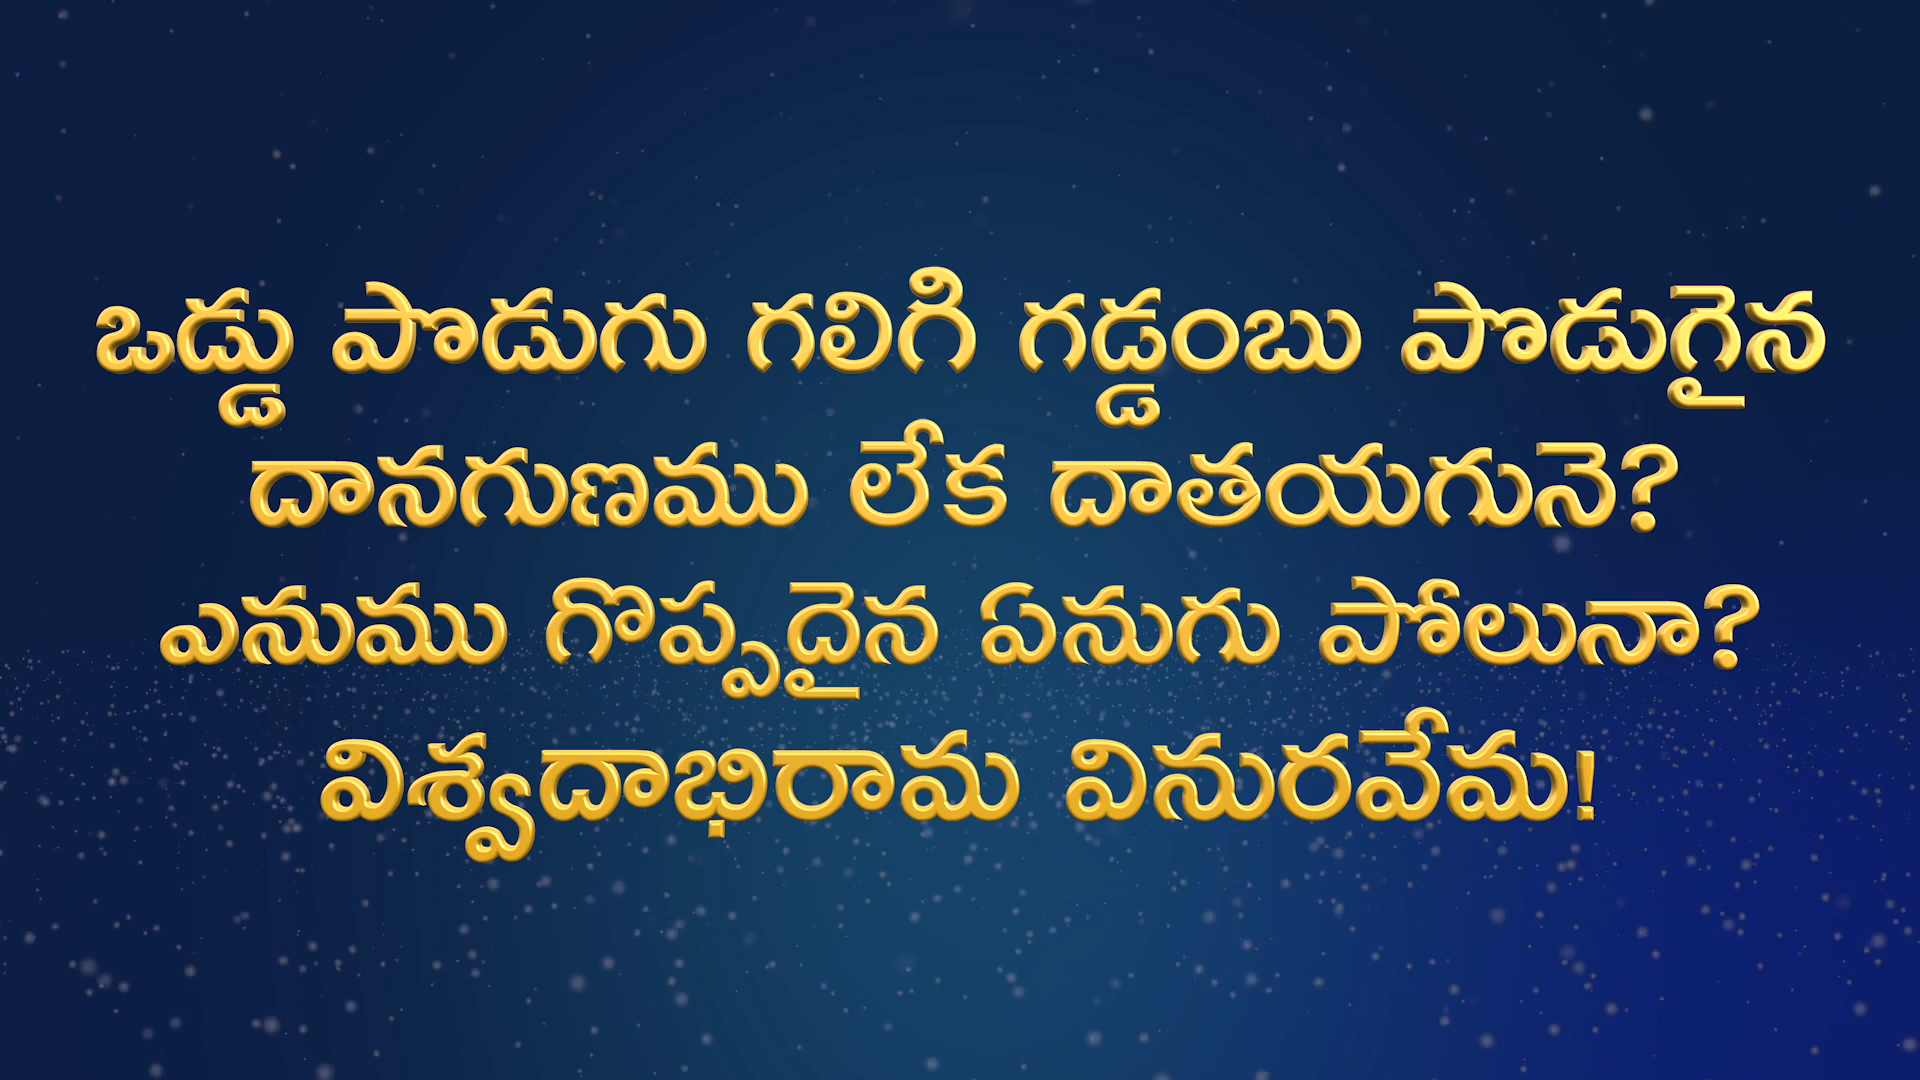 ఒడ్డు పొడుగు గలిగి గడ్డంబు పొడుగైన
దానగుణము లేక దాతయగునె?
ఎనుము గొప్పదైన ఏనుగు పోలునా?
విశ్వదాభిరామ వినురవేమ!